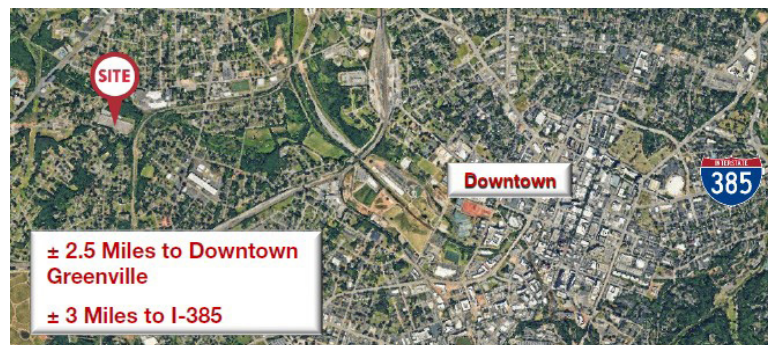 SITE
Downtown
INTERSTATE
385
± 2.5 Miles to Downtown
Greenville
± 3 Miles to I-385